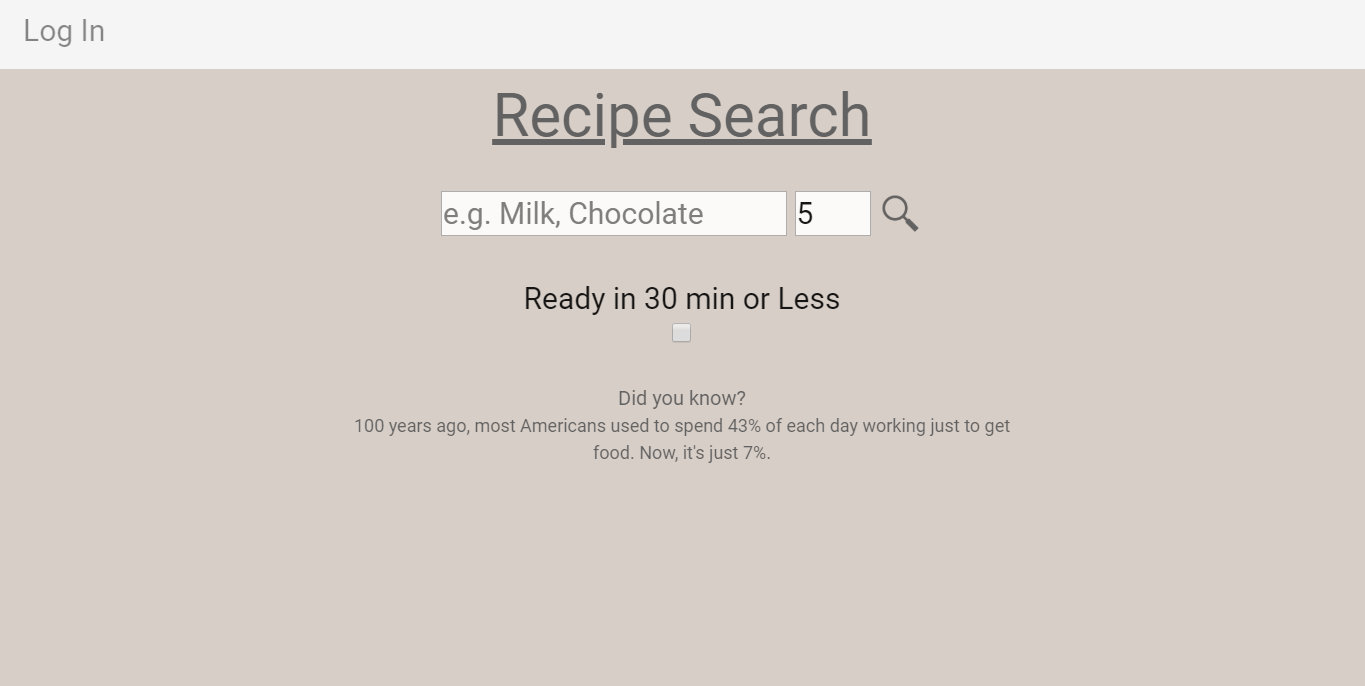 Log In
Recipe Search
e.g. Milk, Chocolate
5
Ready in 30 min or Less
Did you know?
100 years ago, most Americans used to spend 43% of each day working just to get
food. Now, it's just 7%.